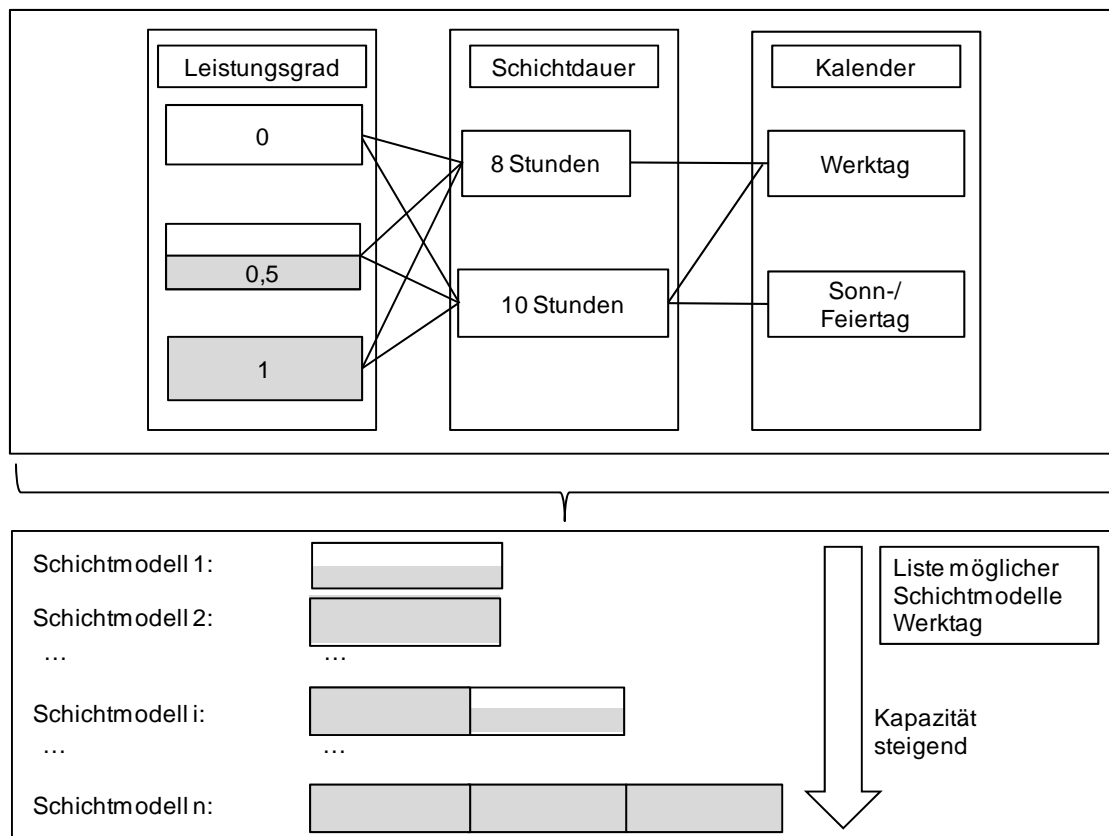 Leistungsgrad
Schichtdauer
Kalender
0
8 Stunden
Werktag
0,5
10 Stunden
Sonn-/
Feiertag
1
Schichtmodell 1:
Schichtmodell 2:
... ...
Schichtmodell i:
... ...
Schichtmodell n:
Liste möglicher
Schichtmodelle
Werktag
Kapazität
steigend